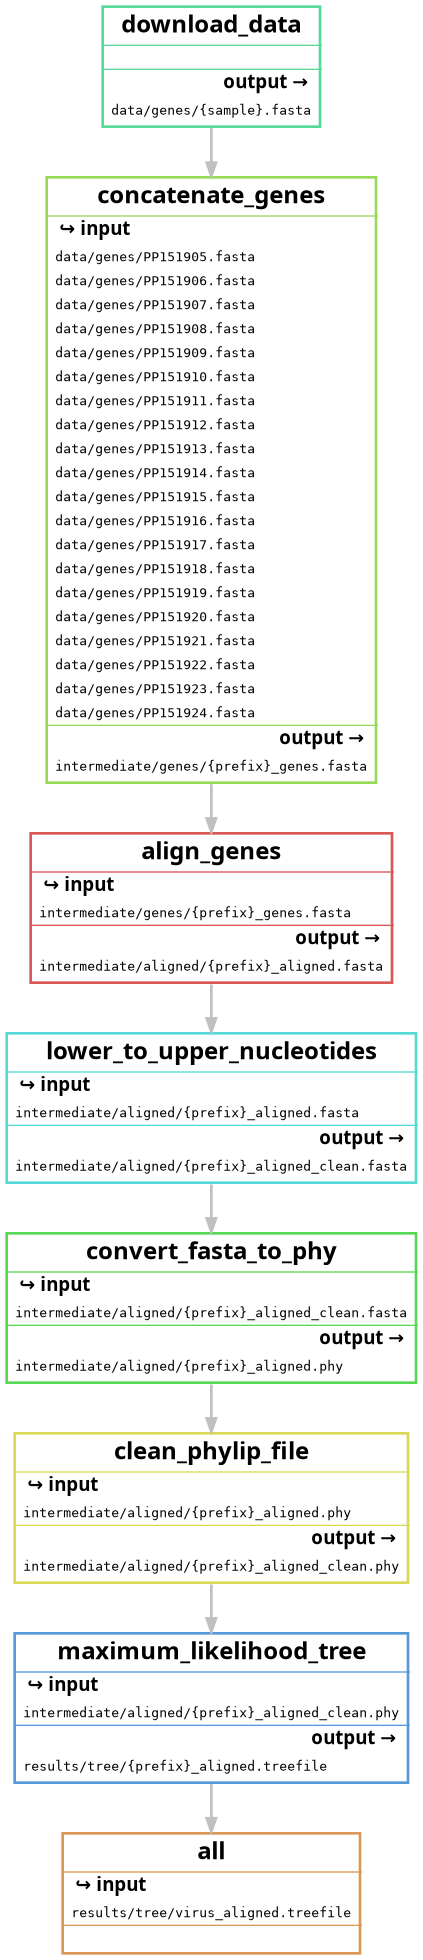 download_data
output →
data/genes/{sample}.fasta
concatenate_genes
↪ input
data/genes/PP151905.fasta
data/genes/PP151906.fasta
data/genes/PP151907.fasta
data/genes/PP151908.fasta
data/genes/PP151909.fasta
data/genes/PP151910.fasta
data/genes/PP151911.fasta
data/genes/PP151912.fasta
data/genes/PP151913.fasta
data/genes/PP151914.fasta
data/genes/PP151915.fasta
data/genes/PP151916.fasta
data/genes/PP151917.fasta
data/genes/PP151918.fasta
data/genes/PP151919.fasta
data/genes/PP151920.fasta
data/genes/PP151921.fasta
data/genes/PP151922.fasta
data/genes/PP151923.fasta
data/genes/PP151924.fasta
output →
intermediate/genes/{prefix}_genes.fasta
align_genes
↪ input
intermediate/genes/{prefix}_genes.fasta
output →
intermediate/aligned/{prefix}_aligned.fasta
lower_to_upper_nucleotides
↪ input
intermediate/aligned/{prefix}_aligned.fasta
output →
intermediate/aligned/{prefix}_aligned_clean.fasta
convert_fasta_to_phy
↪ input
intermediate/aligned/{prefix}_aligned_clean.fasta
output →
intermediate/aligned/{prefix}_aligned.phy
clean_phylip_file
↪ input
intermediate/aligned/{prefix}_aligned.phy
output →
intermediate/aligned/{prefix}_aligned_clean.phy
maximum_likelihood_tree
↪ input
intermediate/aligned/{prefix}_aligned_clean.phy
output →
results/tree/{prefix}_aligned.treefile
all
↪ input
results/tree/virus_aligned.treefile